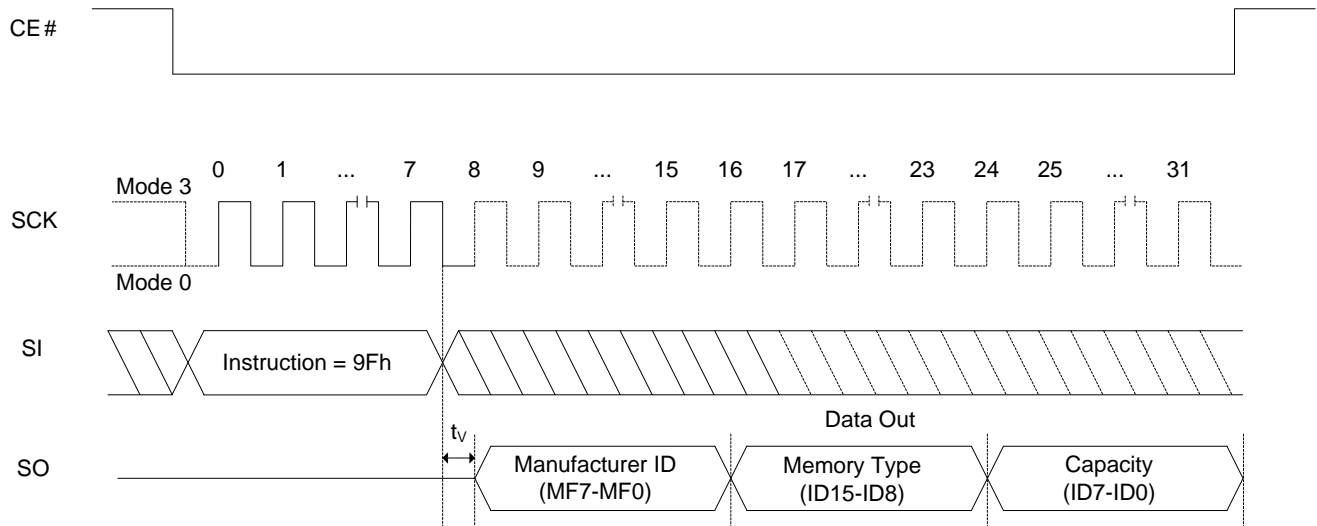 CE#
0 1 ... 7 8 9 ... 15 16 17 ... 23 24 25 ... 31
Mode 3
SCK
Mode 0
SI
Instruction = 9Fh
Data Out
tV
SO
Manufacturer ID
(MF7-MF0)
Memory Type
(ID15-ID8)
Capacity
(ID7-ID0)